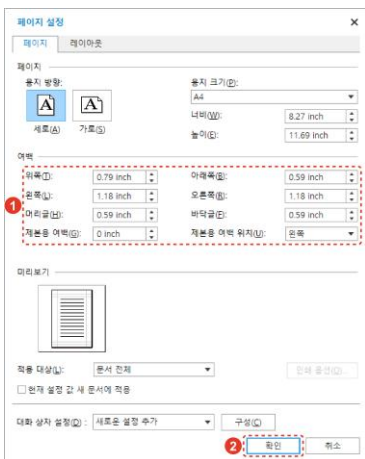 페이지 설정
페이지 레이아웃
페이지
용지 방향: 용지 크기(P):
A4
너비(W): 8.27 inch
높이(E): 11.69 inch
세로(A) 가로(S)
여백
위쪽(T): 0.79 inch 아래쪽(B): 0.59 inch
1 왼쪽(L): 1.18 inch 오른쪽(R): 1.18 inch
머리글(H): 0.59 inch 바닥글(F): 0.59 inch
제본용 여백(G): 0 inch 제본용 여백 위치(U): 왼쪽
미리보기
적용 대상(L): 문서 전체 인쇄 옵션(O)...
현재 설정 값 새 문서에 적용
대화 상자 설정(D) : 새로운 설정 추가 구성(C)
2 확인 취소